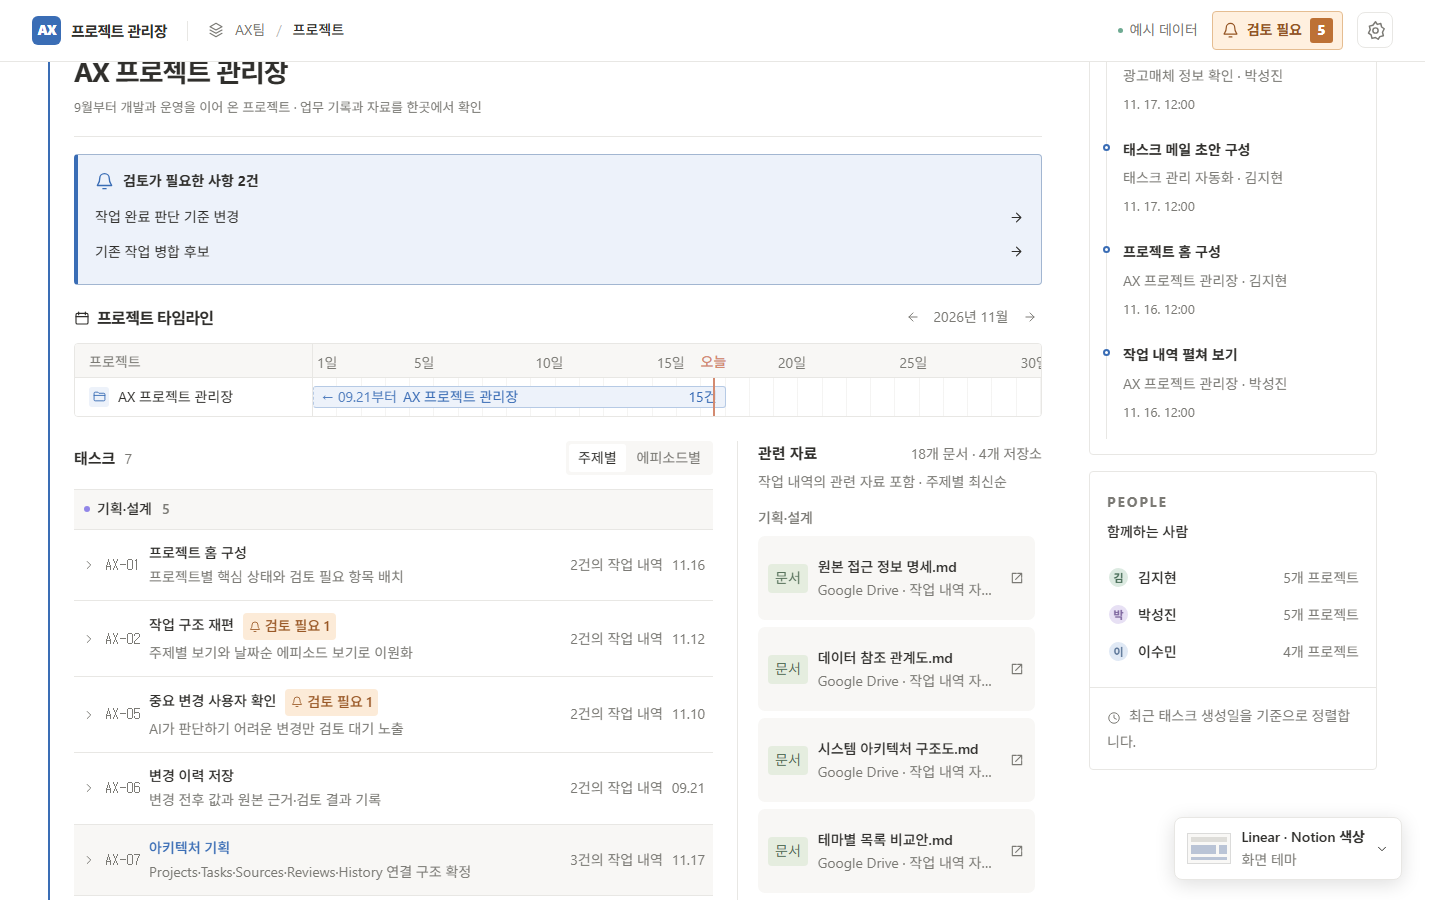 AX 프로젝트 관리장
AX팀 / 프로젝트
예시 데이터
검토 필요 5
AX 프로젝트 관리장
9월부터 개발과 운영을 이어 온 프로젝트 · 업무 기록과 자료를 한곳에서 확인
검토가 필요한 사항 2건
작업 완료 판단 기준 변경
기존 작업 병합 후보
프로젝트 타임라인
← 2026년 11월 →
프로젝트 1일 5일 10일 15일 오늘 20일 25일 30일
AX 프로젝트 관리장
← 09.21부터 AX 프로젝트 관리장 15건
태스크 7
주제별 에피소드별
기획·설계 5
AX-01 프로젝트 홈 구성
프로젝트별 핵심 상태와 검토 필요 항목 배치
2건의 작업 내역 11.16
AX-02 작업 구조 재편 검토 필요 1
주제별 보기와 날짜순 에피소드 보기로 이원화
2건의 작업 내역 11.12
AX-05 중요 변경 사용자 확인 검토 필요 1
AI가 판단하기 어려운 변경만 검토 대기 노출
2건의 작업 내역 11.10
AX-06 변경 이력 저장
변경 전후 값과 원본 근거·검토 결과 기록
2건의 작업 내역 09.21
AX-07 아키텍처 기획
Projects·Tasks·Sources·Reviews·History 연결 구조 확정
3건의 작업 내역 11.17
관련 자료
18개 문서 · 4개 저장소
작업 내역의 관련 자료 포함 · 주제별 최신순
기획·설계
문서 원본 접근 정보 명세.md
Google Drive · 작업 내역 자...
문서 데이터 참조 관계도.md
Google Drive · 작업 내역 자...
문서 시스템 아키텍처 구조도.md
Google Drive · 작업 내역 자...
문서 테마별 목록 비교안.md
Google Drive · 작업 내역 자...
광고매체 정보 확인 · 박성진
11. 17. 12:00
태스크 메일 초안 구성
태스크 관리 자동화 · 김지현
11. 17. 12:00
프로젝트 홈 구성
AX 프로젝트 관리장 · 김지현
11. 16. 12:00
작업 내역 펼쳐 보기
AX 프로젝트 관리장 · 박성진
11. 16. 12:00
PEOPLE
함께하는 사람
김 김지현 5개 프로젝트
박 박성진 5개 프로젝트
이 이수민 4개 프로젝트
최근 태스크 생성일을 기준으로 정렬합
니다.
Linear · Notion 색상
화면 테마